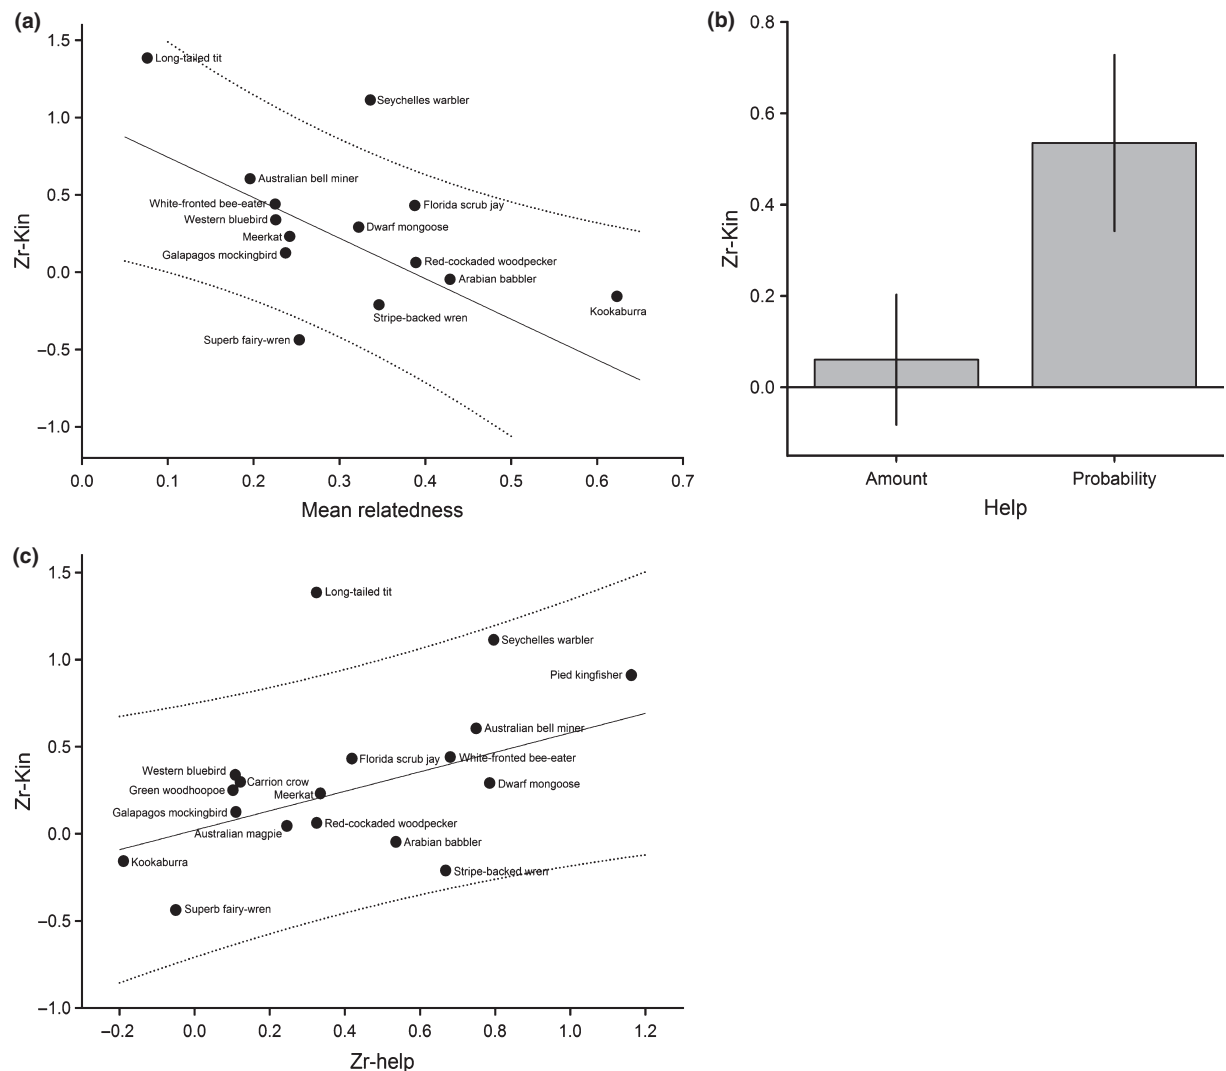 (a)
1.5
1.0
0.5
0.0
−0.5
−1.0
Zr-Kin
Long-tailed tit
Seychelles warbler
Australian bell miner
White-fronted bee-eater
Florida scrub jay
Western bluebird
Dwarf mongoose
Meerkat
Galapagos mockingbird
Red-cockaded woodpecker
Arabian babbler
Kookaburra
Stripe-backed wren
Superb fairy-wren
0.0 0.1 0.2 0.3 0.4 0.5 0.6 0.7
Mean relatedness
(b)
0.8
0.6
0.4
0.2
0.0
Zr-Kin
Amount Probability
Help
(c)
1.5
1.0
0.5
0.0
−0.5
−1.0
Zr-Kin
Long-tailed tit
Seychelles warbler
Pied kingfisher
Australian bell miner
Florida scrub jay
White-fronted bee-eater
Western bluebird
Carrion crow
Dwarf mongoose
Green woodhoopoe
Meerkat
Galapagos mockingbird
Red-cockaded woodpecker
Australian magpie
Arabian babbler
Kookaburra
Stripe-backed wren
Superb fairy-wren
−0.2 0.0 0.2 0.4 0.6 0.8 1.0 1.2
Zr-help